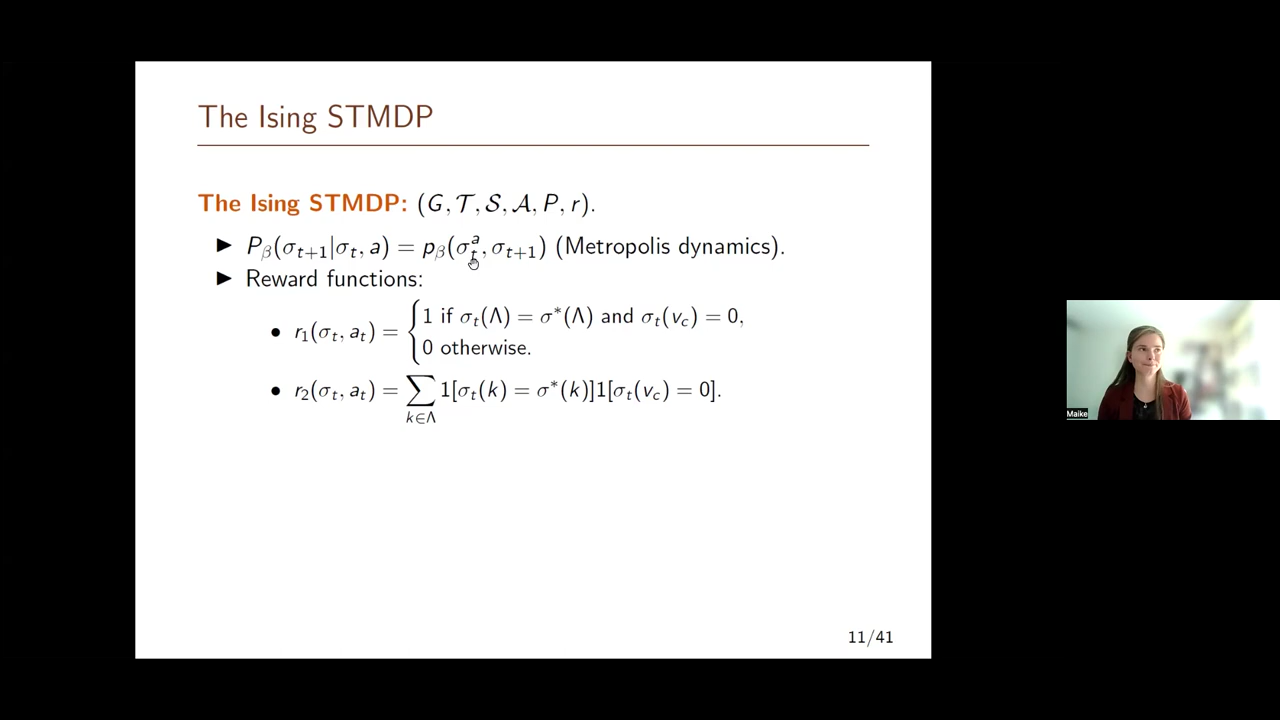 The Ising STMDP
The Ising STMDP: (G, 𝒯, 𝒮, 𝒜, P, r).
▶ P_β(σ_{t+1}|σ_t, a) = p_β(σ_t^a, σ_{t+1}) (Metropolis dynamics).
▶ Reward functions:
• r_1(σ_t, a_t) = { 1 if σ_t(Λ) = σ*(Λ) and σ_t(v_c) = 0,
0 otherwise.
• r_2(σ_t, a_t) = ∑_{k∈Λ} 1[σ_t(k) = σ*(k)]1[σ_t(v_c) = 0].
Maike
11/41